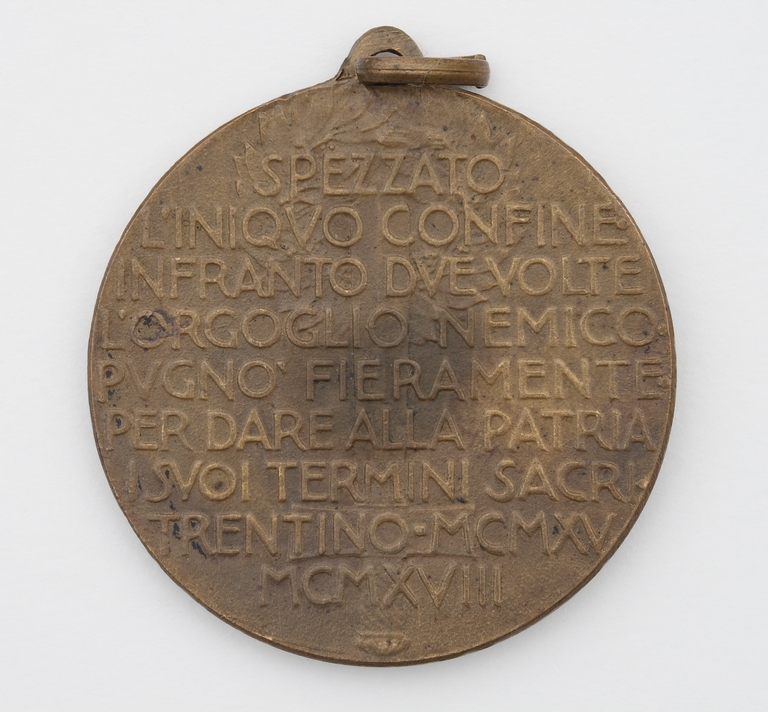 SPEZZATO
L'INIQVO CONFINE
INFRANTO DVE VOLTE
L'ORGOGLIO NEMICO
PVGNO' FIERAMENTE
PER DARE ALLA PATRIA
I SVOI TERMINI SACRI
TRENTINO-MCMXV
MCMXVIII